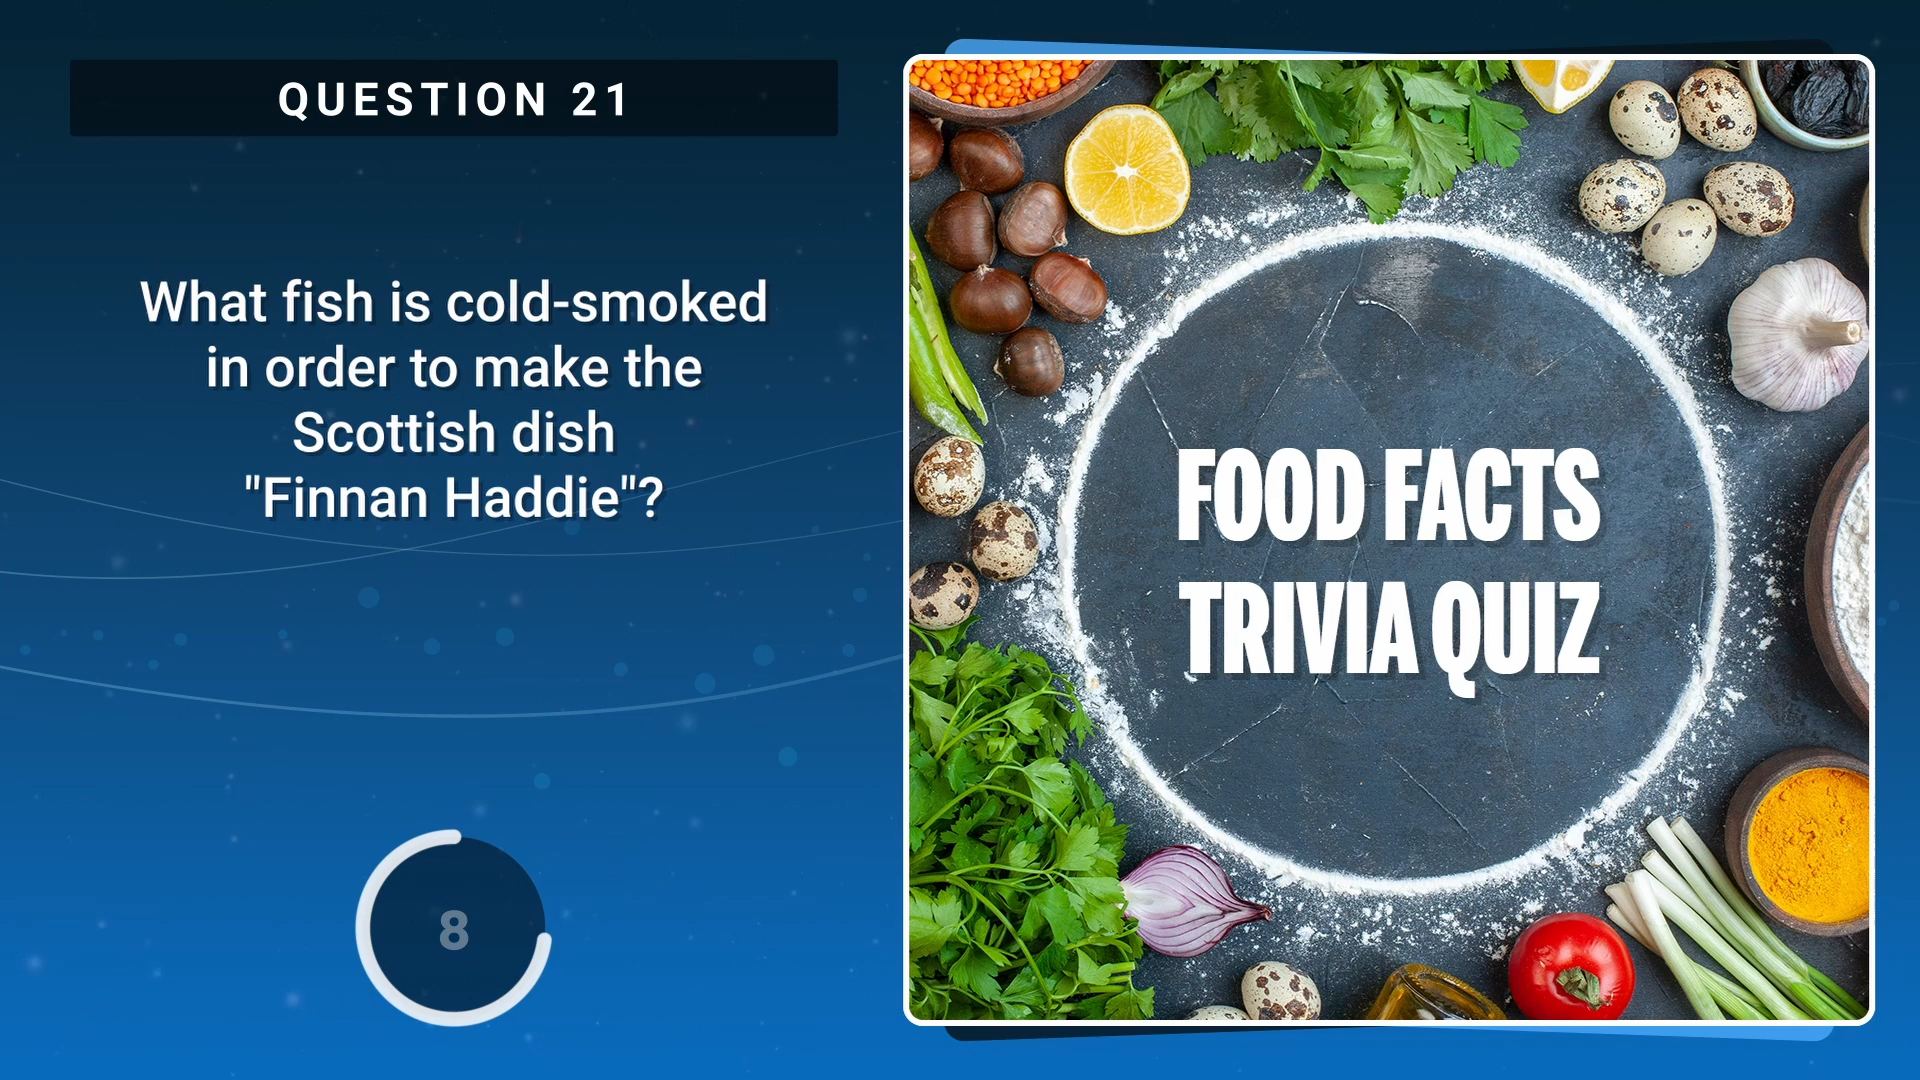 QUESTION 21
What fish is cold-smoked
in order to make the
Scottish dish
"Finnan Haddie"?
8
FOOD FACTS
TRIVIA QUIZ